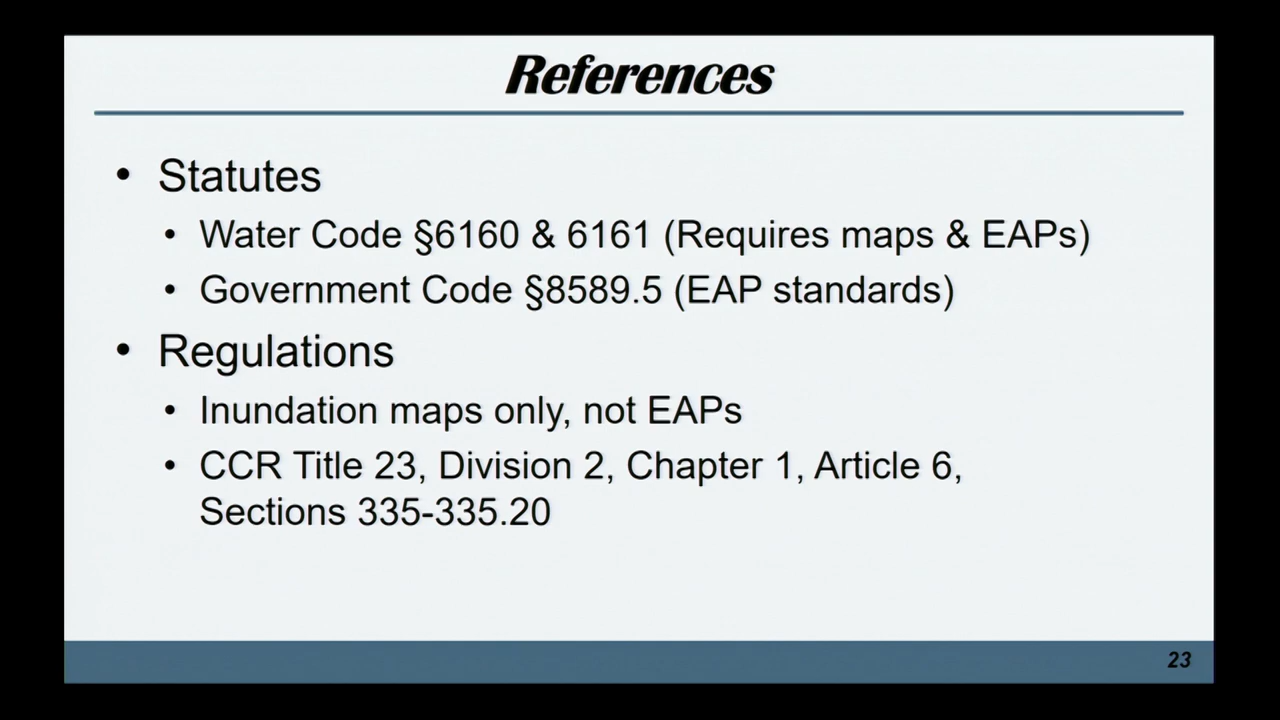 References
• Statutes
• Water Code §6160 & 6161 (Requires maps & EAPs)
• Government Code §8589.5 (EAP standards)
• Regulations
• Inundation maps only, not EAPs
• CCR Title 23, Division 2, Chapter 1, Article 6,
Sections 335-335.20
23